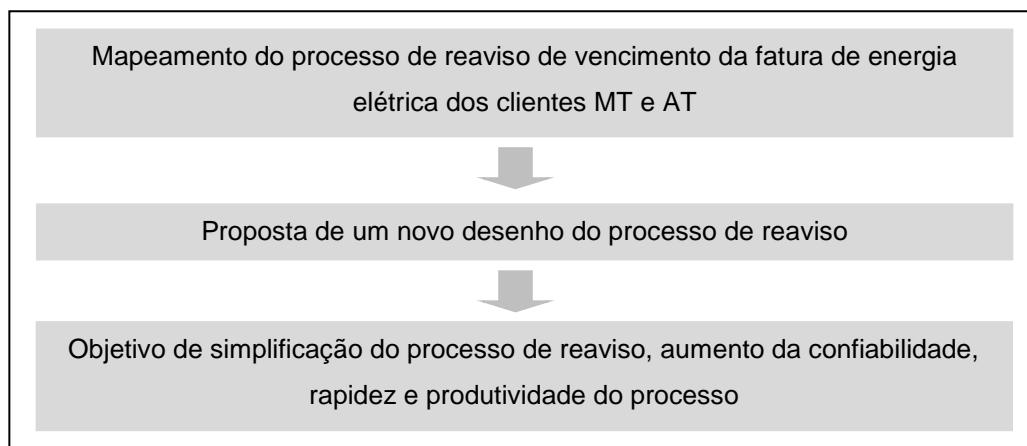 Mapeamento do processo de reaviso de vencimento da fatura de energia
elétrica dos clientes MT e AT
Proposta de um novo desenho do processo de reaviso
Objetivo de simplificação do processo de reaviso, aumento da confiabilidade,
rapidez e produtividade do processo